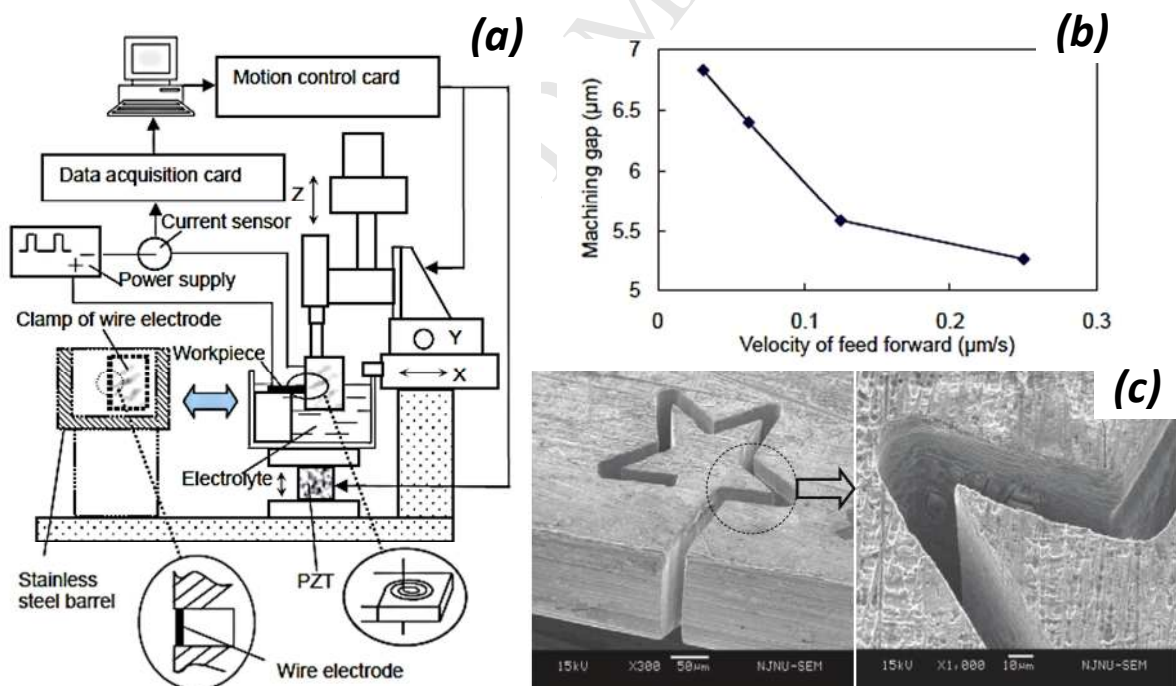 (a)
Motion control card
Data acquisition card
Z
Current sensor
Power supply
Clamp of wire electrode
Workpiece
Y
X
Electrolyte
PZT
Stainless
steel barrel
Wire electrode
(b)
7
6.5
6
5.5
5
Machining gap (μm)
0
0.1
0.2
0.3
Velocity of feed forward (μm/s)
(c)
15kV X300 50μm NJNU-SEM
15kV X1,000 10μm NJNU-SEM